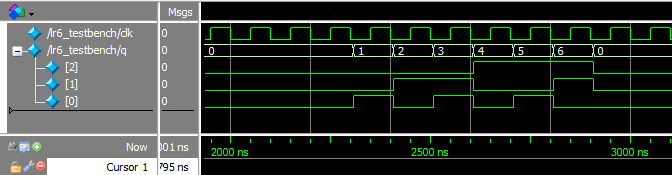 Msgs
/lr6_testbench/clk 0
/lr6_testbench/q 0 0 1 2 3 4 5 6 0
[2] 0
[1] 0
[0] 0
Now 001 ns 2000 ns 2500 ns 3000 ns
Cursor 1 795 ns